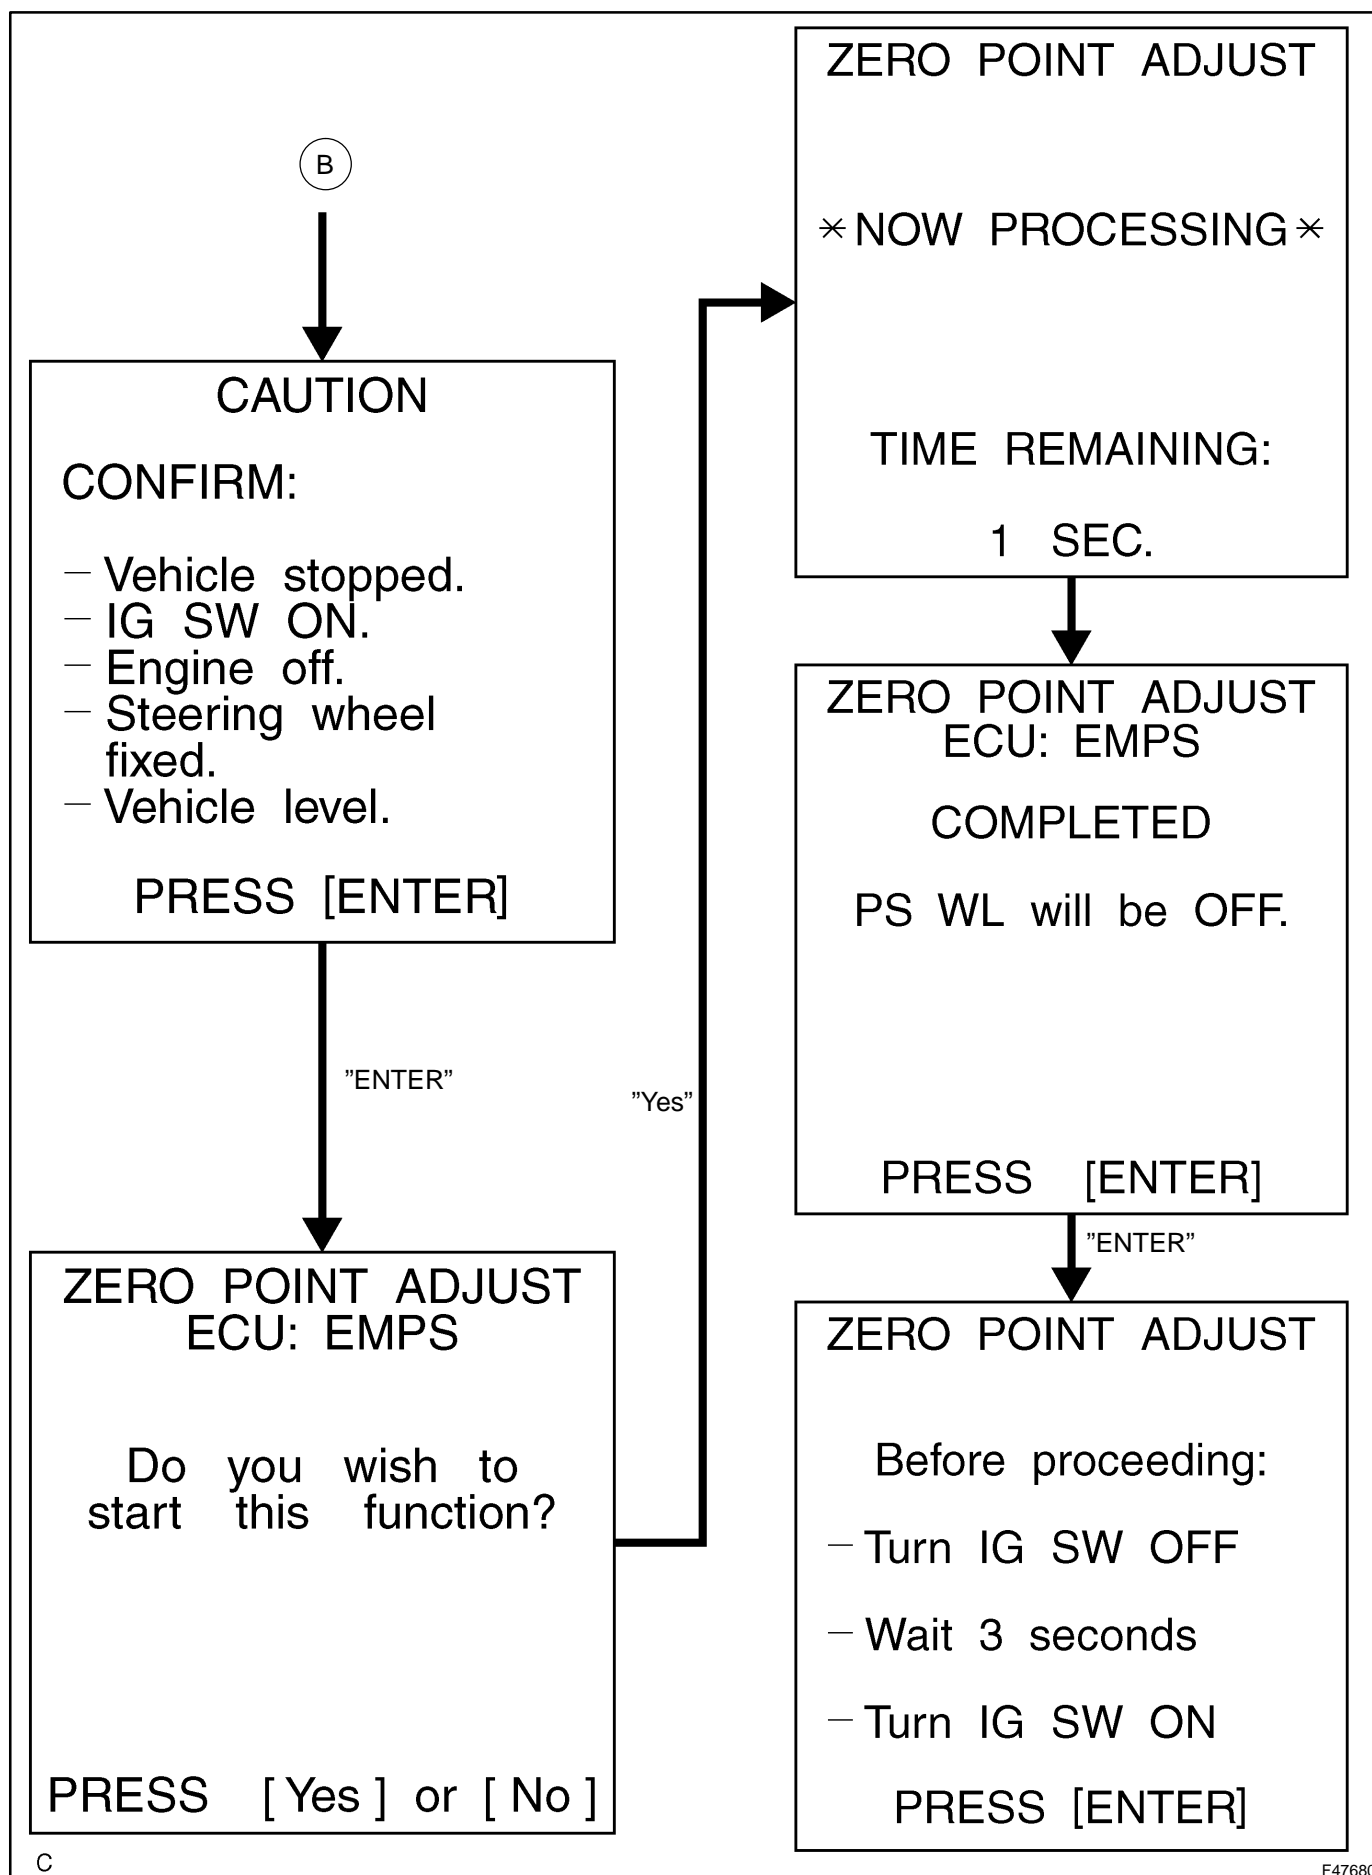 B
CAUTION
CONFIRM:
– Vehicle stopped.
– IG SW ON.
– Engine off.
– Steering wheel
fixed.
– Vehicle level.
PRESS [ENTER]
”ENTER”
ZERO POINT ADJUST
ECU: EMPS
Do you wish to
start this function?
PRESS [ Yes ] or [ No ]
”Yes”
ZERO POINT ADJUST
＊NOW PROCESSING＊
TIME REMAINING:
1 SEC.
ZERO POINT ADJUST
ECU: EMPS
COMPLETED
PS WL will be OFF.
PRESS [ENTER]
”ENTER”
ZERO POINT ADJUST
Before proceeding:
– Turn IG SW OFF
– Wait 3 seconds
– Turn IG SW ON
PRESS [ENTER]
C
F47680